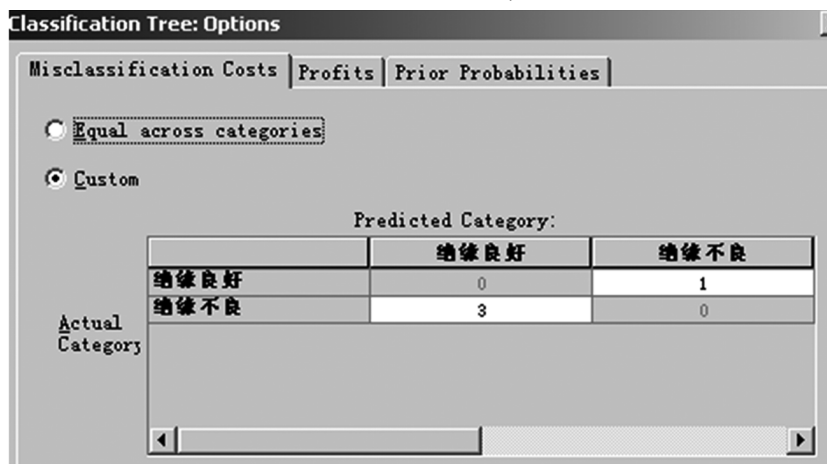 Classification Tree: Options
Misclassification Costs Profits Prior Probabilities
Equal across categories
Custom
Predicted Category:
绝缘良好 绝缘不良
绝缘良好 0 1
绝缘不良 3 0
Actual
Category